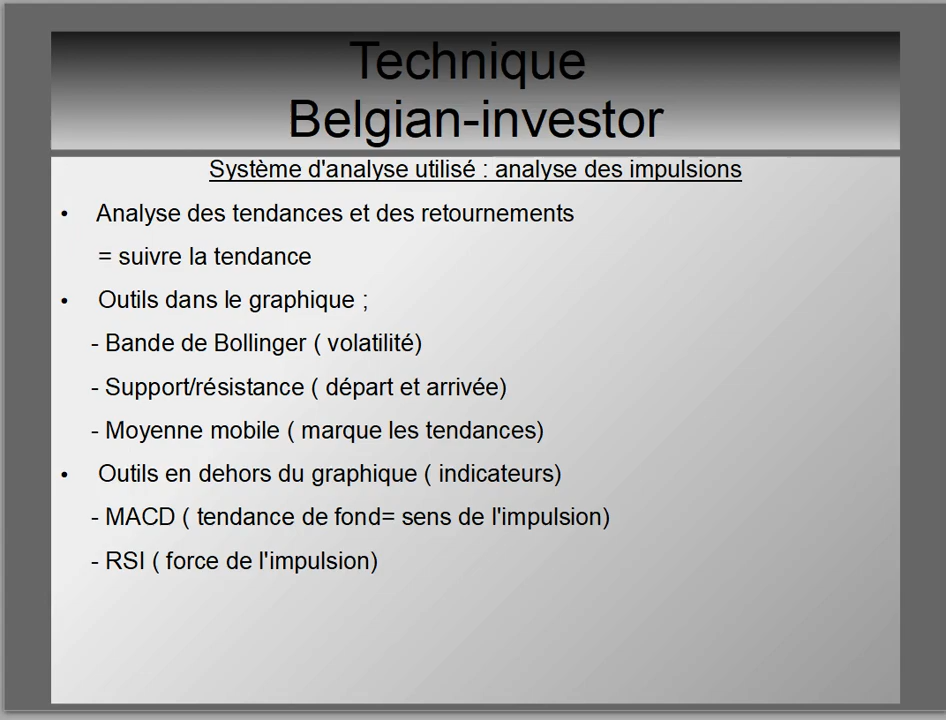 Technique
Belgian-investor
Système d'analyse utilisé : analyse des impulsions
• Analyse des tendances et des retournements
= suivre la tendance
• Outils dans le graphique ;
- Bande de Bollinger ( volatilité)
- Support/résistance ( départ et arrivée)
- Moyenne mobile ( marque les tendances)
• Outils en dehors du graphique ( indicateurs)
- MACD ( tendance de fond= sens de l'impulsion)
- RSI ( force de l'impulsion)